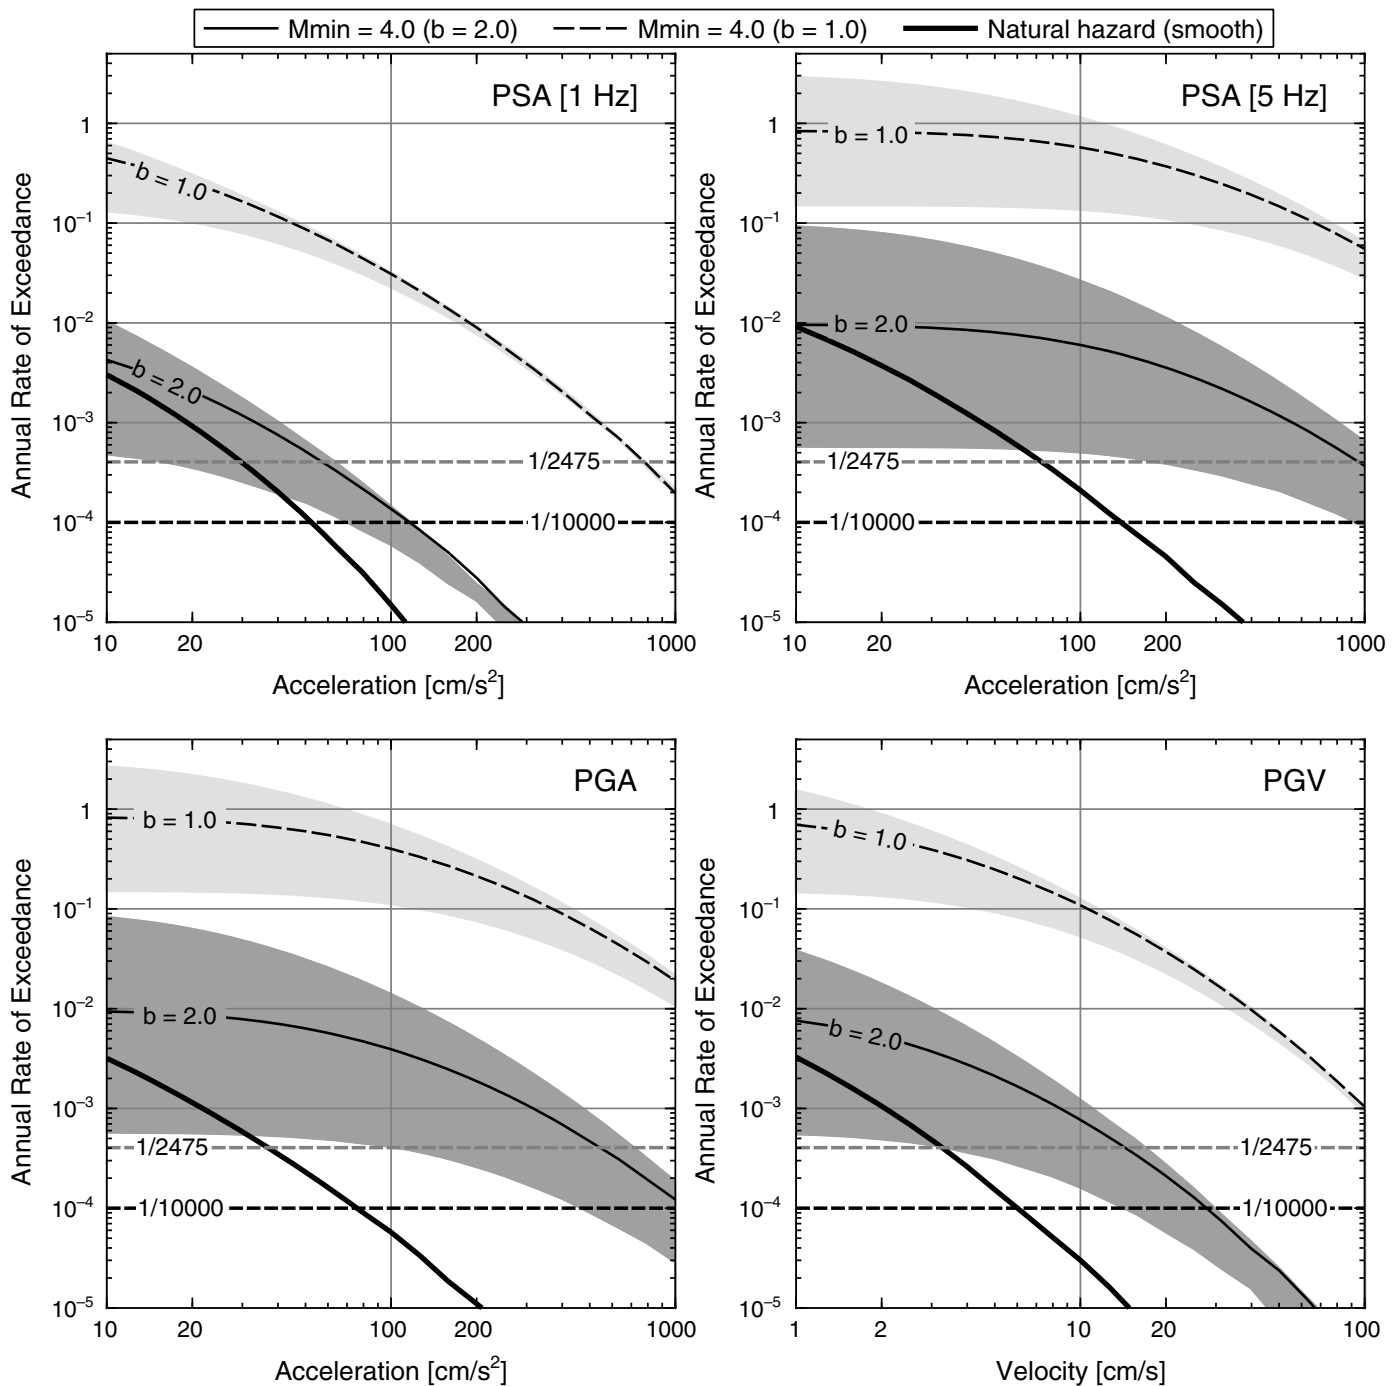 Mmin = 4.0 (b = 2.0) Mmin = 4.0 (b = 1.0) Natural hazard (smooth)
PSA [1 Hz]
Annual Rate of Exceedance
1
10⁻¹
10⁻²
10⁻³
10⁻⁴
10⁻⁵
b = 1.0
b = 2.0
1/2475
1/10000
10 20 100 200 1000
Acceleration [cm/s²]
PSA [5 Hz]
Annual Rate of Exceedance
1
10⁻¹
10⁻²
10⁻³
10⁻⁴
10⁻⁵
b = 1.0
b = 2.0
1/2475
1/10000
10 20 100 200 1000
Acceleration [cm/s²]
PGA
Annual Rate of Exceedance
1
10⁻¹
10⁻²
10⁻³
10⁻⁴
10⁻⁵
b = 1.0
b = 2.0
1/2475
1/10000
10 20 100 200 1000
Acceleration [cm/s²]
PGV
Annual Rate of Exceedance
1
10⁻¹
10⁻²
10⁻³
10⁻⁴
10⁻⁵
b = 1.0
b = 2.0
1/2475
1/10000
1 2 10 20 100
Velocity [cm/s]